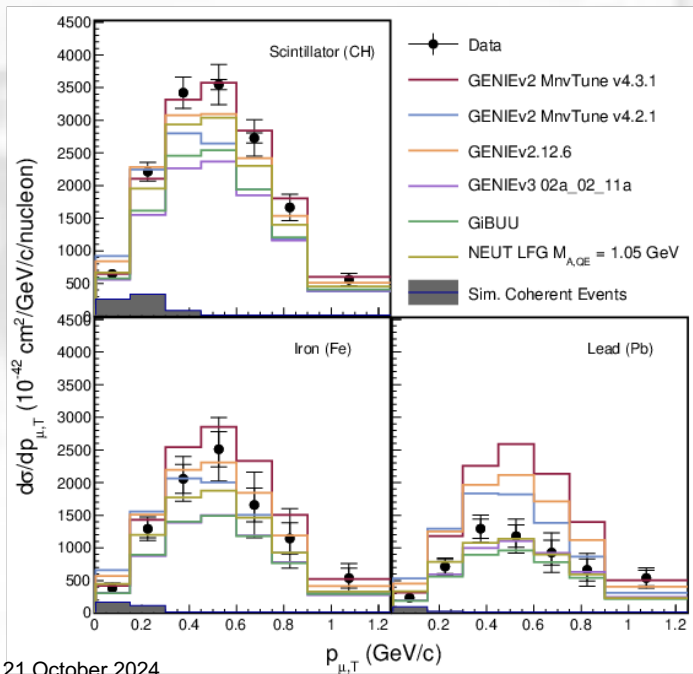 4500
4000
3500
3000
2500
2000
1500
1000
500
0
Scintillator (CH)
Data
GENIEv2 MnvTune v4.3.1
GENIEv2 MnvTune v4.2.1
GENIEv2.12.6
GENIEv3 02a_02_11a
GiBUU
NEUT LFG M_A,QE = 1.05 GeV
Sim. Coherent Events
dσ/dp_μ,T (10^-42 cm^2/GeV/c/nucleon)
4500
4000
3500
3000
2500
2000
1500
1000
500
0
Iron (Fe)
Lead (Pb)
0 0.2 0.4 0.6 0.8 1 1.2
0 0.2 0.4 0.6 0.8 1 1.2
p_μ,T (GeV/c)
21 October 2024